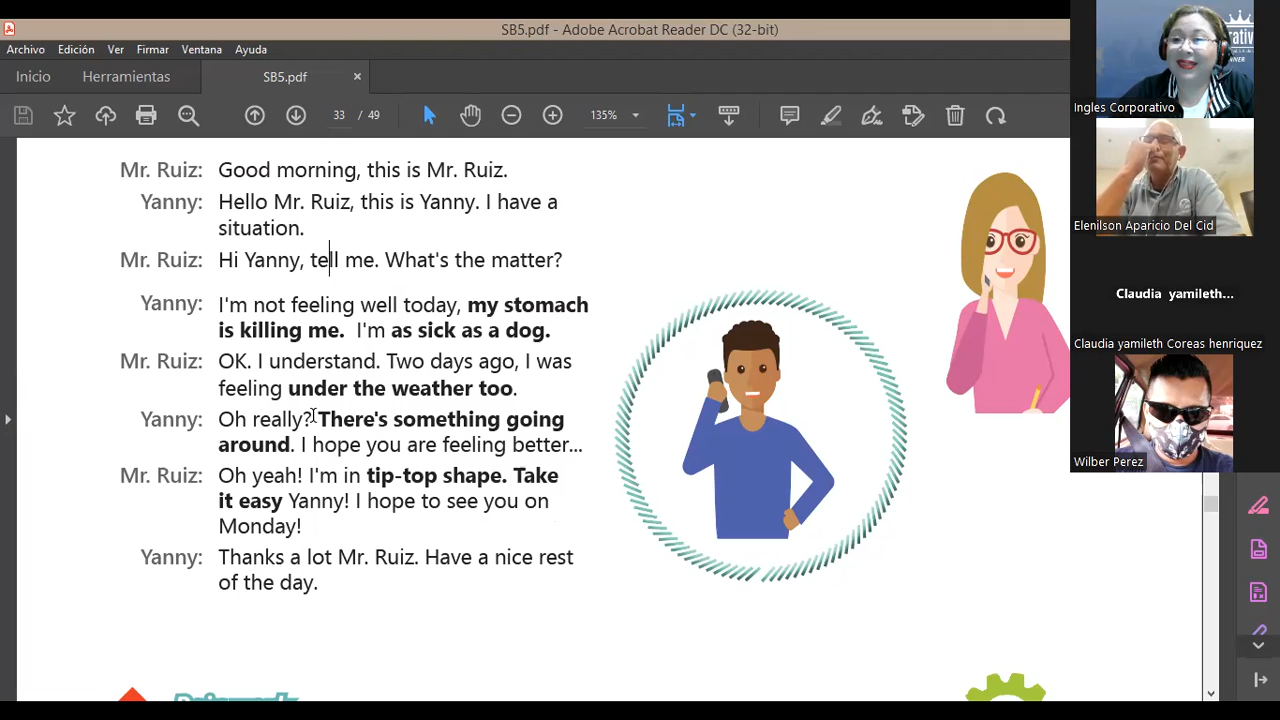 SB5.pdf - Adobe Acrobat Reader DC (32-bit)
Archivo Edición Ver Firmar Ventana Ayuda
Inicio Herramientas SB5.pdf ×
33 / 49 135%
Mr. Ruiz: Good morning, this is Mr. Ruiz.
Yanny: Hello Mr. Ruiz, this is Yanny. I have a
situation.
Mr. Ruiz: Hi Yanny, tell me. What's the matter?
Yanny: I'm not feeling well today, my stomach
is killing me. I'm as sick as a dog.
Mr. Ruiz: OK. I understand. Two days ago, I was
feeling under the weather too.
Yanny: Oh really? There's something going
around. I hope you are feeling better...
Mr. Ruiz: Oh yeah! I'm in tip-top shape. Take
it easy Yanny! I hope to see you on
Monday!
Yanny: Thanks a lot Mr. Ruiz. Have a nice rest
of the day.
Ingles Corporativo
Elenilson Aparicio Del Cid
Claudia yamileth...
Claudia yamileth Coreas henriquez
Wilber Perez